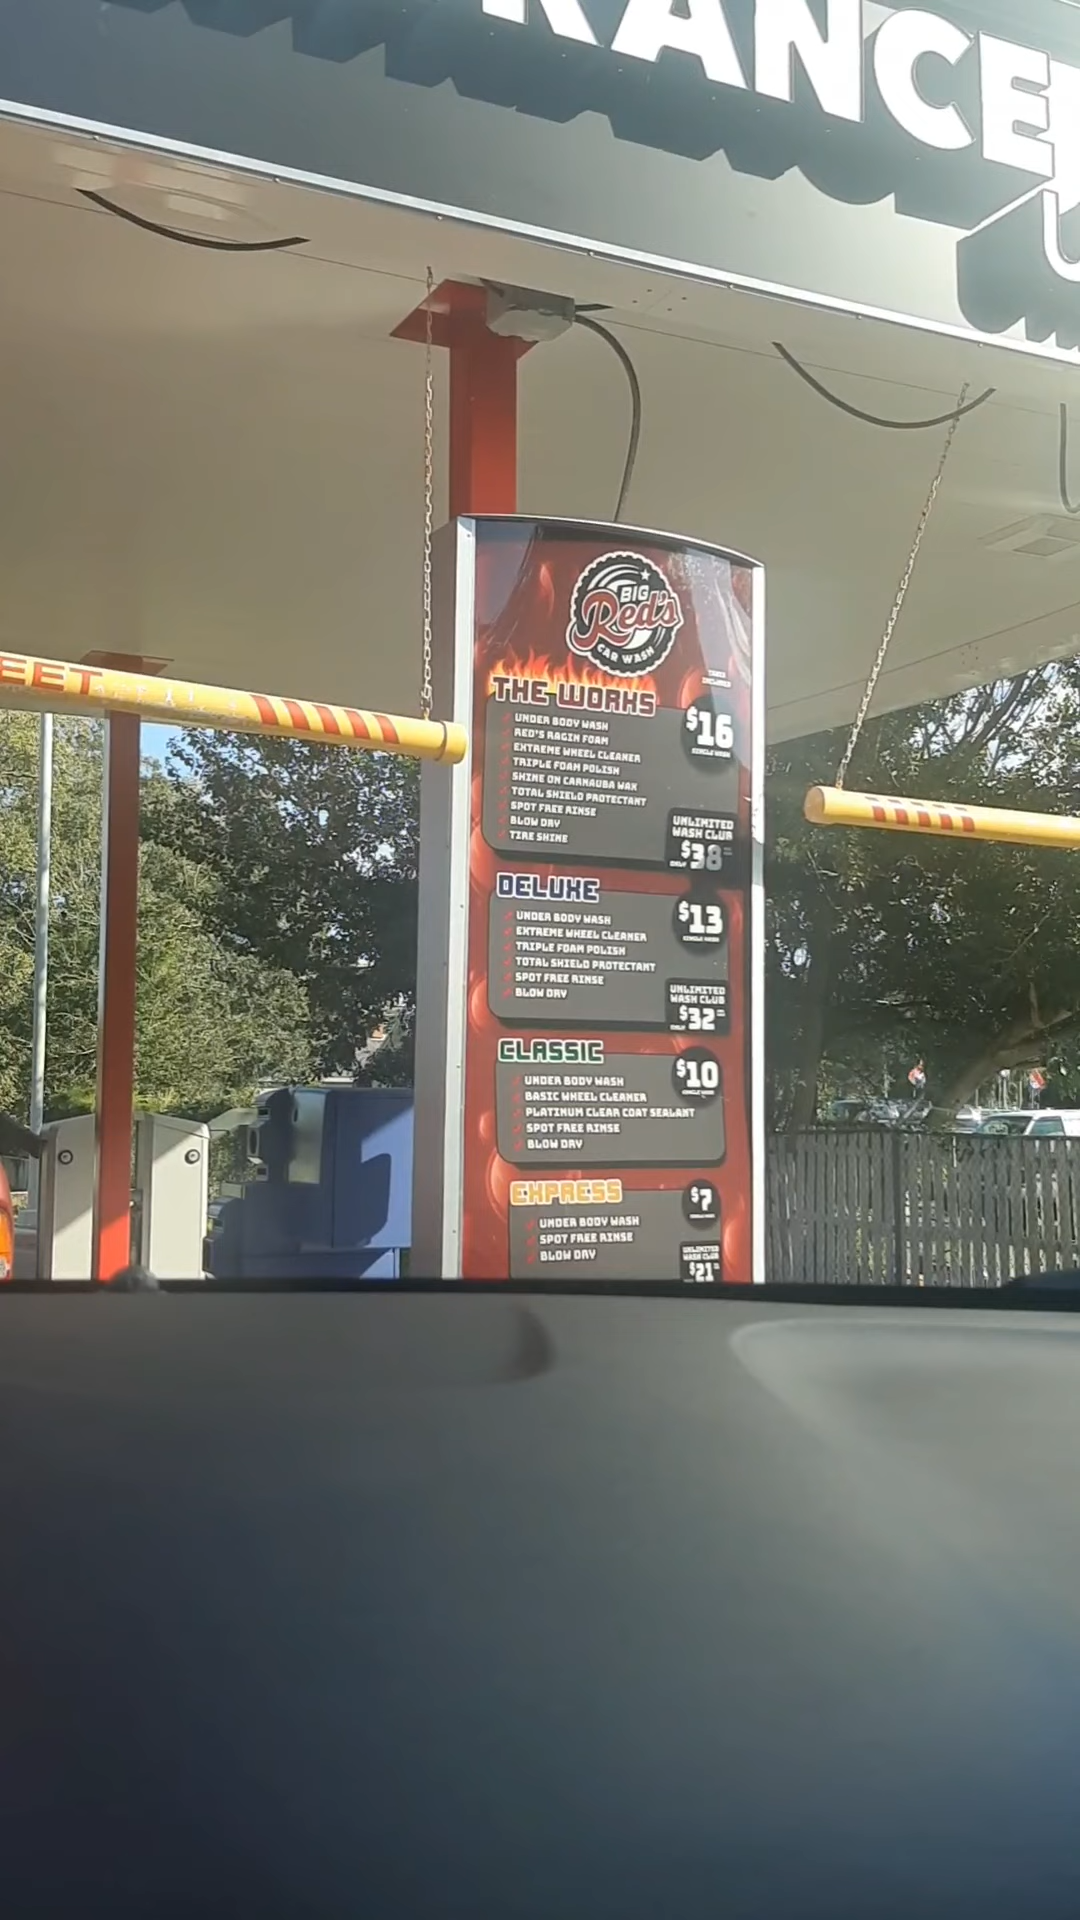 RANCE
EET
BIG
Red's
CAR WASH
TAXES
INCLUDED
THE WORKS
$16
SINGLE WASH
UNDER BODY WASH
RED'S RAGIN FOAM
EXTREME WHEEL CLEANER
TRIPLE FOAM POLISH
SHINE ON CARNAUBA WAX
TOTAL SHIELD PROTECTANT
SPOT FREE RINSE
BLOW DRY
TIRE SHINE
UNLIMITED
WASH CLUB
ONLY $38
DELUXE
$13
SINGLE WASH
UNDER BODY WASH
EXTREME WHEEL CLEANER
TRIPLE FOAM POLISH
TOTAL SHIELD PROTECTANT
SPOT FREE RINSE
BLOW DRY
UNLIMITED
WASH CLUB
ONLY $32
CLASSIC
$10
SINGLE WASH
UNDER BODY WASH
BASIC WHEEL CLEANER
PLATINUM CLEAR COAT SEALANT
SPOT FREE RINSE
BLOW DRY
EXPRESS
$7
SINGLE WASH
UNDER BODY WASH
SPOT FREE RINSE
BLOW DRY
UNLIMITED
WASH CLUB
$21